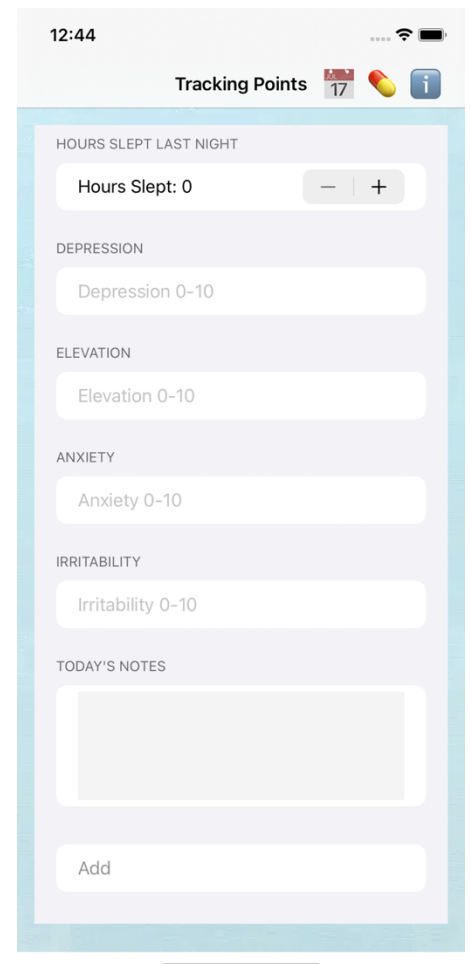 12:44
Tracking Points
JUL
17
HOURS SLEPT LAST NIGHT
Hours Slept: 0
DEPRESSION
Depression 0-10
ELEVATION
Elevation 0-10
ANXIETY
Anxiety 0-10
IRRITABILITY
Irritability 0-10
TODAY'S NOTES
Add